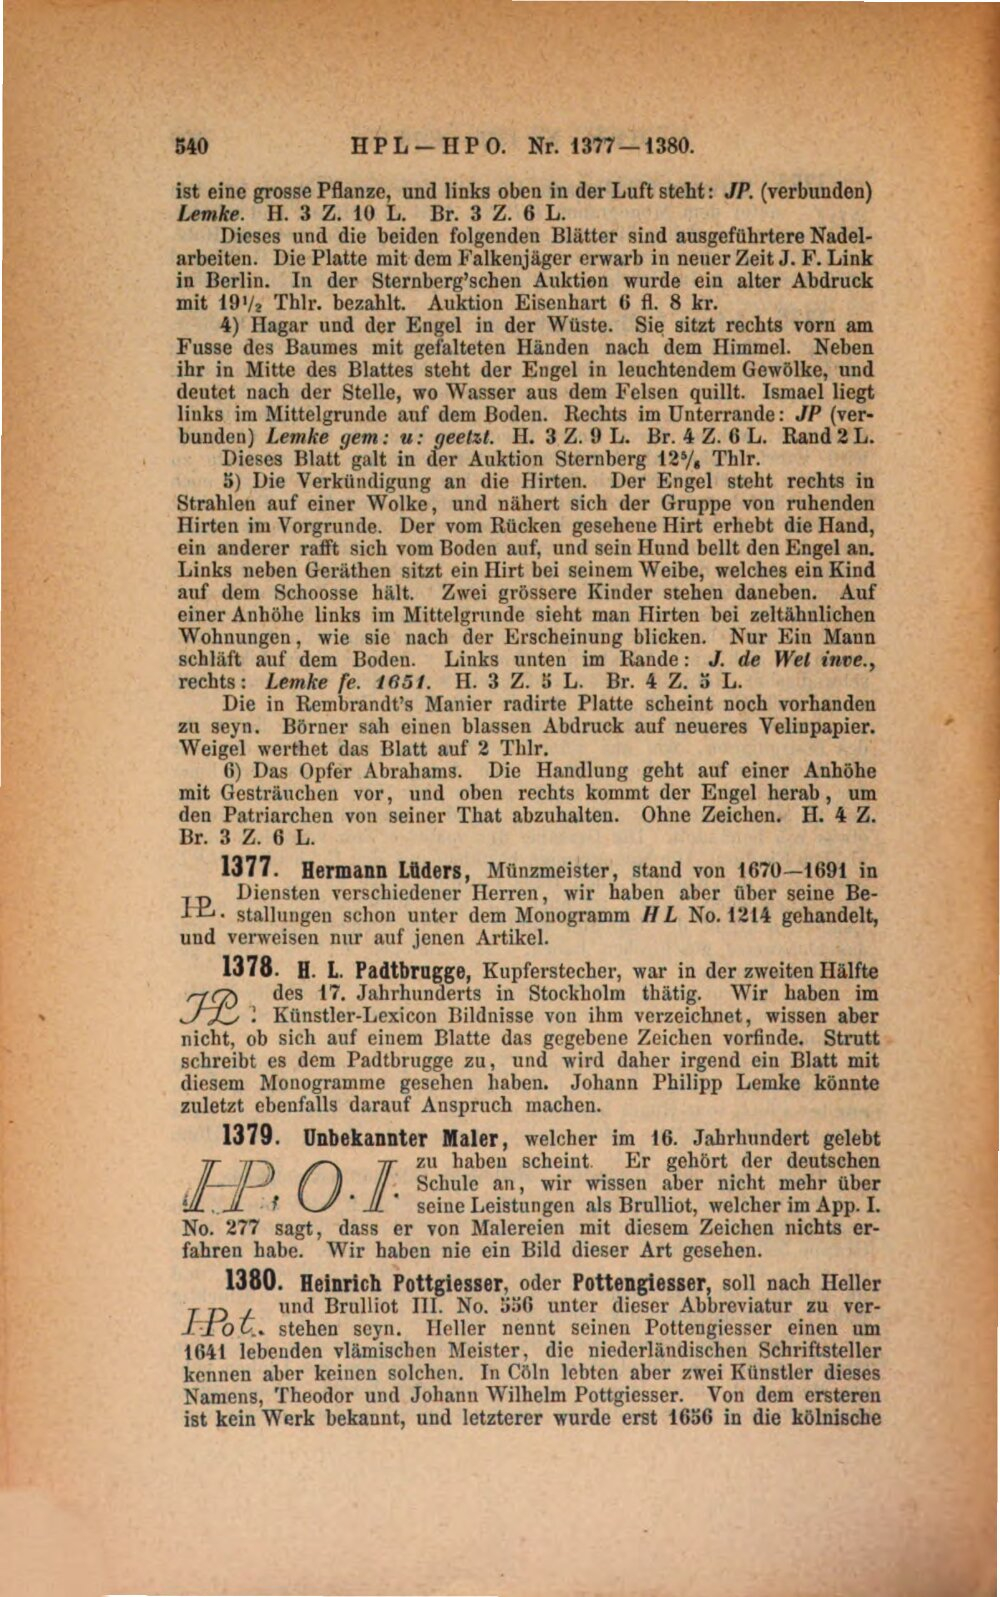 540 HPL — HPO. Nr. 1377—1380.
ist eine grosse Pflanze, und links oben in der Luft steht: JP. (verbunden)
Lemke. H. 3 Z. 10 L. Br. 3 Z. 6 L.
Dieses und die beiden folgenden Blätter sind ausgeführtere Nadel-
arbeiten. Die Platte mit dem Falkenjäger erwarb in neuer Zeit J. F. Link
in Berlin. In der Sternberg'schen Auktion wurde ein alter Abdruck
mit 19½ Thlr. bezahlt. Auktion Eisenhart 6 fl. 8 kr.
4) Hagar und der Engel in der Wüste. Sie sitzt rechts vorn am
Fusse des Baumes mit gefalteten Händen nach dem Himmel. Neben
ihr in Mitte des Blattes steht der Engel in leuchtendem Gewölke, und
deutet nach der Stelle, wo Wasser aus dem Felsen quillt. Ismael liegt
links im Mittelgrunde auf dem Boden. Rechts im Unterrande: JP (ver-
bunden) Lemke gem: u: geetzt. H. 3 Z. 9 L. Br. 4 Z. 6 L. Rand 2 L.
Dieses Blatt galt in der Auktion Sternberg 12⁵/₆ Thlr.
5) Die Verkündigung an die Hirten. Der Engel steht rechts in
Strahlen auf einer Wolke, und nähert sich der Gruppe von ruhenden
Hirten im Vorgrunde. Der vom Rücken gesehene Hirt erhebt die Hand,
ein anderer rafft sich vom Boden auf, und sein Hund bellt den Engel an.
Links neben Geräthen sitzt ein Hirt bei seinem Weibe, welches ein Kind
auf dem Schoosse hält. Zwei grössere Kinder stehen daneben. Auf
einer Anhöhe links im Mittelgrunde sieht man Hirten bei zeltähnlichen
Wohnungen, wie sie nach der Erscheinung blicken. Nur Ein Mann
schläft auf dem Boden. Links unten im Rande: J. de Wet inve.,
rechts: Lemke fe. 1651. H. 3 Z. 5 L. Br. 4 Z. 5 L.
Die in Rembrandt's Manier radirte Platte scheint noch vorhanden
zu seyn. Börner sah einen blassen Abdruck auf neueres Velinpapier.
Weigel werthet das Blatt auf 2 Thlr.
6) Das Opfer Abrahams. Die Handlung geht auf einer Anhöhe
mit Gesträuchen vor, und oben rechts kommt der Engel herab, um
den Patriarchen von seiner That abzuhalten. Ohne Zeichen. H. 4 Z.
Br. 3 Z. 6 L.
1377. Hermann Lüders, Münzmeister, stand von 1670—1691 in
Diensten verschiedener Herren, wir haben aber über seine Be-
stallungen schon unter dem Monogramm HL No. 1214 gehandelt,
und verweisen nur auf jenen Artikel.
1378. H. L. Padtbrugge, Kupferstecher, war in der zweiten Hälfte
des 17. Jahrhunderts in Stockholm thätig. Wir haben im
Künstler-Lexicon Bildnisse von ihm verzeichnet, wissen aber
nicht, ob sich auf einem Blatte das gegebene Zeichen vorfinde. Strutt
schreibt es dem Padtbrugge zu, und wird daher irgend ein Blatt mit
diesem Monogramme gesehen haben. Johann Philipp Lemke könnte
zuletzt ebenfalls darauf Anspruch machen.
1379. Unbekannter Maler, welcher im 16. Jahrhundert gelebt
zu haben scheint. Er gehört der deutschen
HP. O. I. Schule an, wir wissen aber nicht mehr über
seine Leistungen als Brulliot, welcher im App. I.
No. 277 sagt, dass er von Malereien mit diesem Zeichen nichts er-
fahren habe. Wir haben nie ein Bild dieser Art gesehen.
1380. Heinrich Pottgiesser, oder Pottengiesser, soll nach Heller
und Brulliot III. No. 556 unter dieser Abbreviatur zu ver-
HPot. stehen seyn. Heller nennt seinen Pottengiesser einen um
1641 lebenden vlämischen Meister, die niederländischen Schriftsteller
kennen aber keinen solchen. In Cöln lebten aber zwei Künstler dieses
Namens, Theodor und Johann Wilhelm Pottgiesser. Von dem ersteren
ist kein Werk bekannt, und letzterer wurde erst 1656 in die kölnische